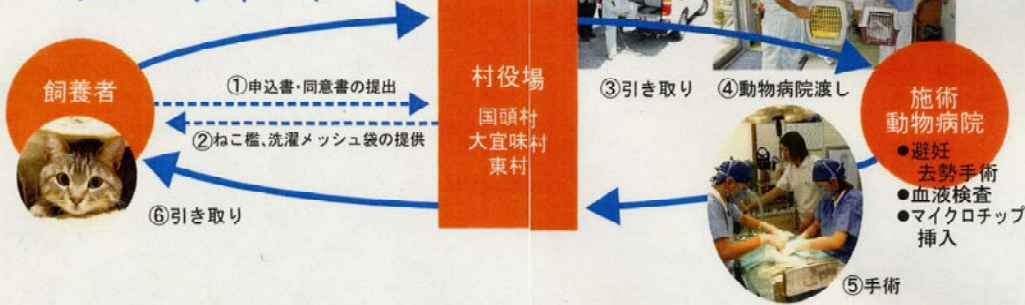 飼養者
①申込書・同意書の提出
②ねこ檻、洗濯メッシュ袋の提供
村役場
国頭村
大宜味村
東村
③引き取り
④動物病院渡し
施術
動物病院
●避妊
去勢手術
●血液検査
●マイクロチップ
挿入
⑤手術
⑥引き取り